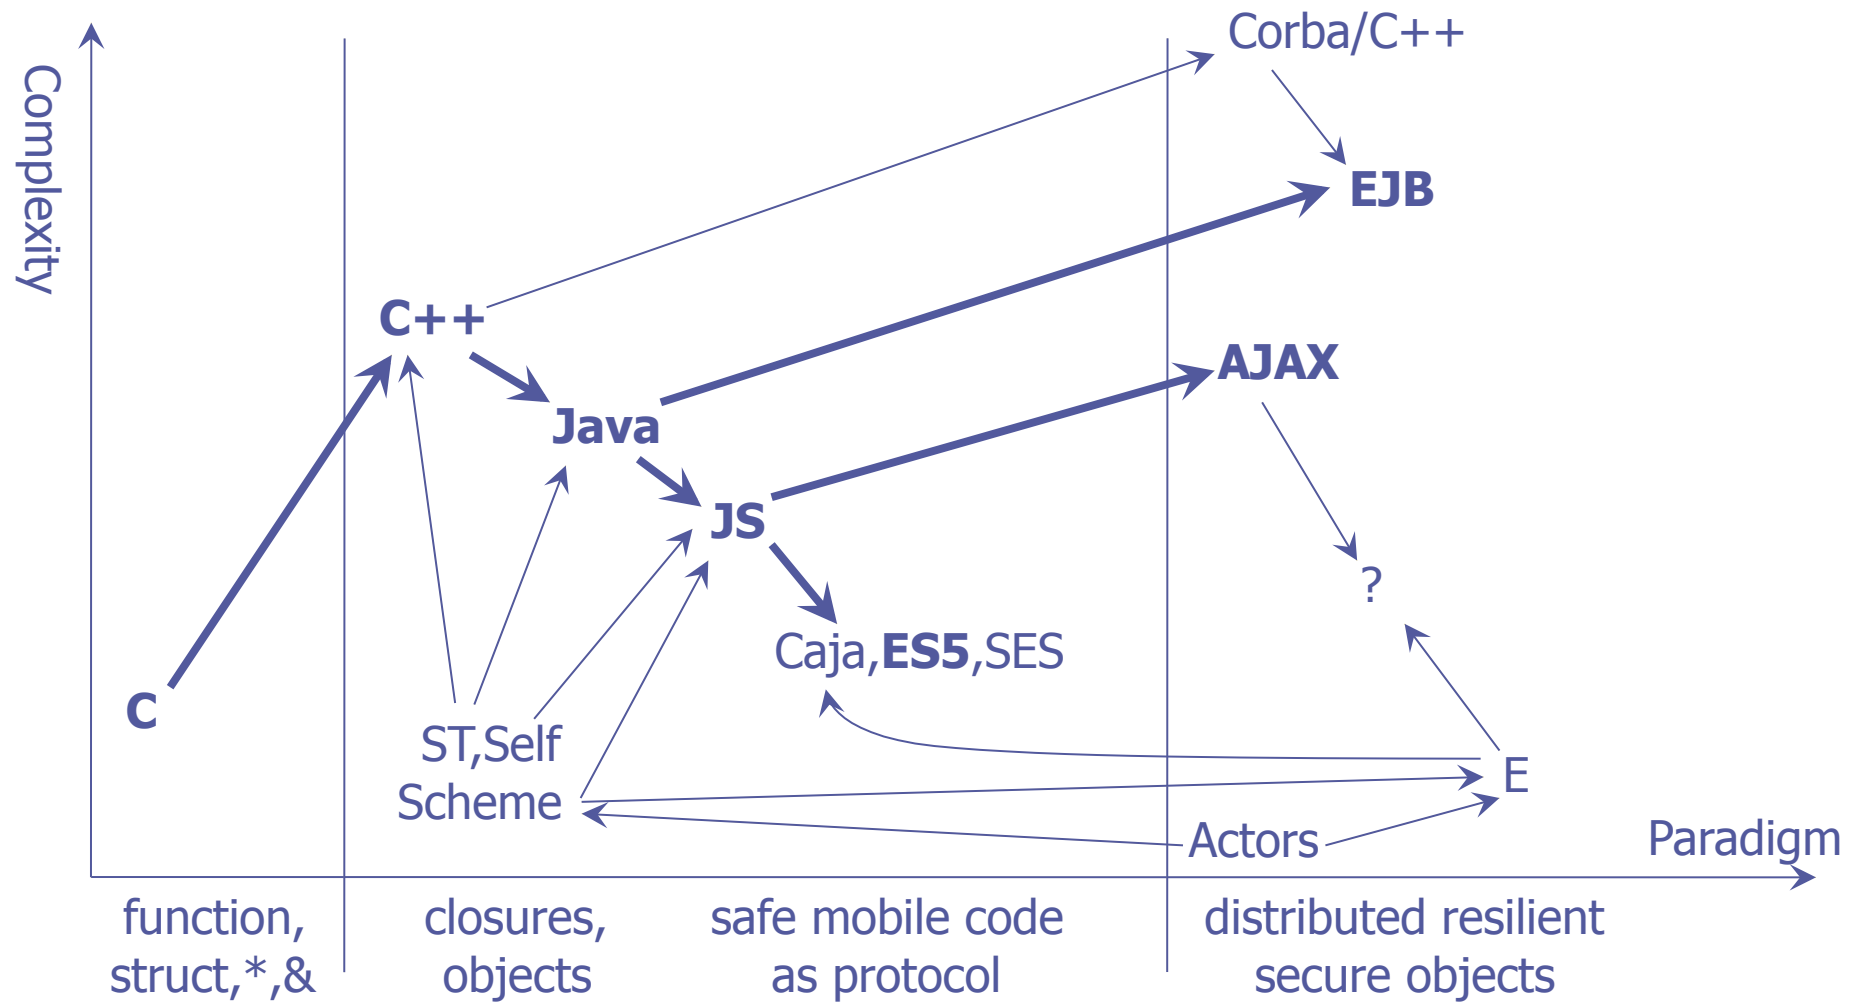 Corba/C++
Complexity
EJB
C++
AJAX
Java
JS
?
Caja,ES5,SES
C
ST,Self
Scheme
E
Actors
Paradigm
function,
struct,*,&
closures,
objects
safe mobile code
as protocol
distributed resilient
secure objects